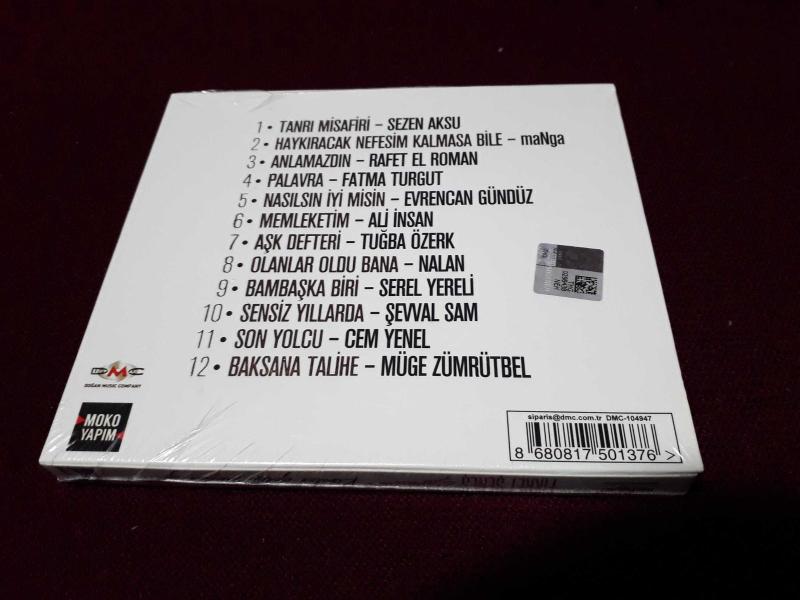 1 • TANRI MİSAFİRİ – SEZEN AKSU
2 • HAYKIRACAK NEFESİM KALMASA BİLE – maNga
3 • ANLAMAZDIN – RAFET EL ROMAN
4 • PALAVRA – FATMA TURGUT
5 • NASILSIN İYİ MİSİN – EVRENCAN GÜNDÜZ
6 • MEMLEKETİM – ALİ İNSAN
7 • AŞK DEFTERİ – TUĞBA ÖZERK
8 • OLANLAR OLDU BANA – NALAN
9 • BAMBAŞKA BİRİ – SEREL YERELİ
10 • SENSİZ YILLARDA – ŞEVVAL SAM
11 • SON YOLCU – CEM YENEL
12 • BAKSANA TALİHE – MÜGE ZÜMRÜTBEL
DOĞAN MUSIC COMPANY
MOKO
YAPIM
siparis@dmc.com.tr DMC-104947
8 680817 501376 >